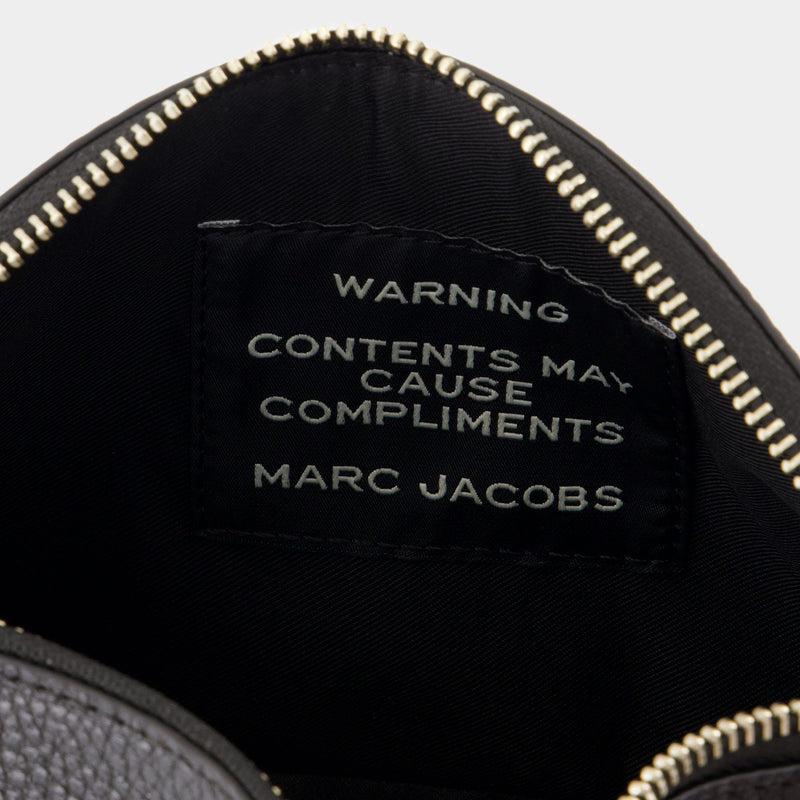 WARNING
CONTENTS MAY
CAUSE
COMPLIMENTS
MARC JACOBS